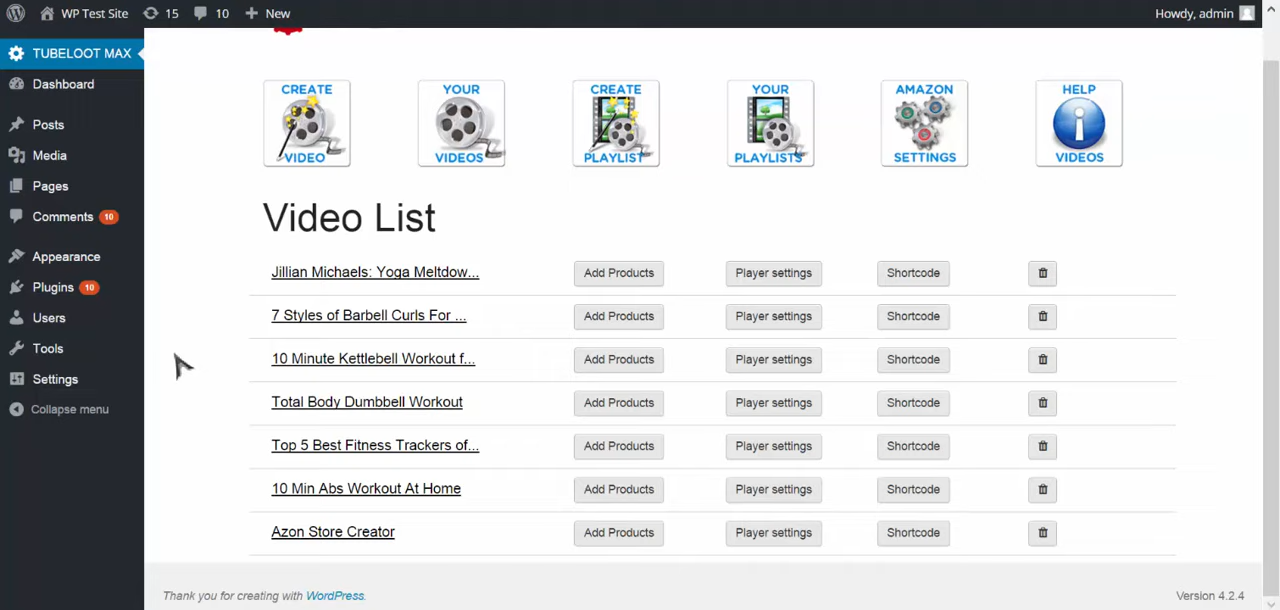 WP Test Site 15 10 New Howdy, admin
TUBELOOT MAX
Dashboard
Posts
Media
Pages
Comments 10
Appearance
Plugins 10
Users
Tools
Settings
Collapse menu
CREATE VIDEO
YOUR VIDEOS
CREATE PLAYLIST
YOUR PLAYLISTS
AMAZON SETTINGS
HELP VIDEOS
Video List
Jillian Michaels: Yoga Meltdow... Add Products Player settings Shortcode
7 Styles of Barbell Curls For ... Add Products Player settings Shortcode
10 Minute Kettlebell Workout f... Add Products Player settings Shortcode
Total Body Dumbbell Workout Add Products Player settings Shortcode
Top 5 Best Fitness Trackers of... Add Products Player settings Shortcode
10 Min Abs Workout At Home Add Products Player settings Shortcode
Azon Store Creator Add Products Player settings Shortcode
Thank you for creating with WordPress. Version 4.2.4